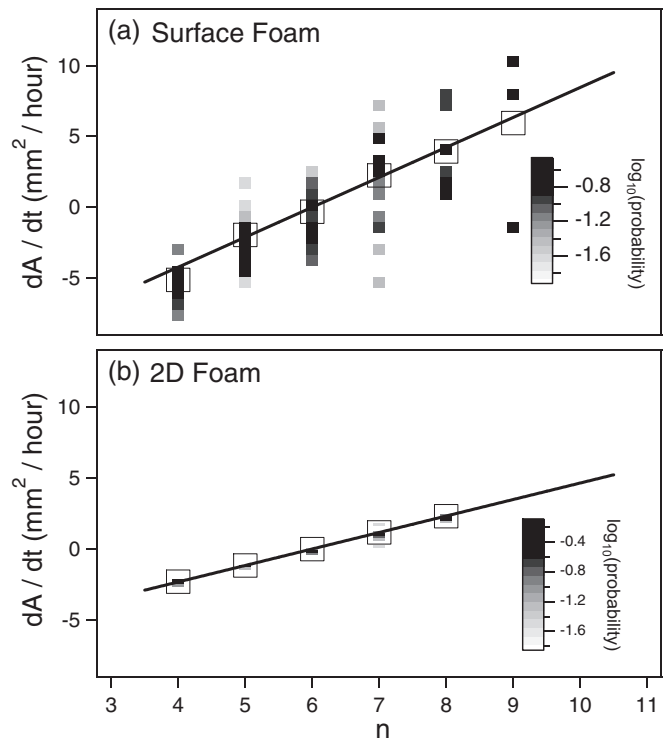 (a) Surface Foam
10
5
0
-5
dA / dt (mm² / hour)
-0.8
-1.2
-1.6
log₁₀(probability)
(b) 2D Foam
10
5
0
-5
dA / dt (mm² / hour)
-0.4
-0.8
-1.2
-1.6
log₁₀(probability)
3 4 5 6 7 8 9 10 11
n